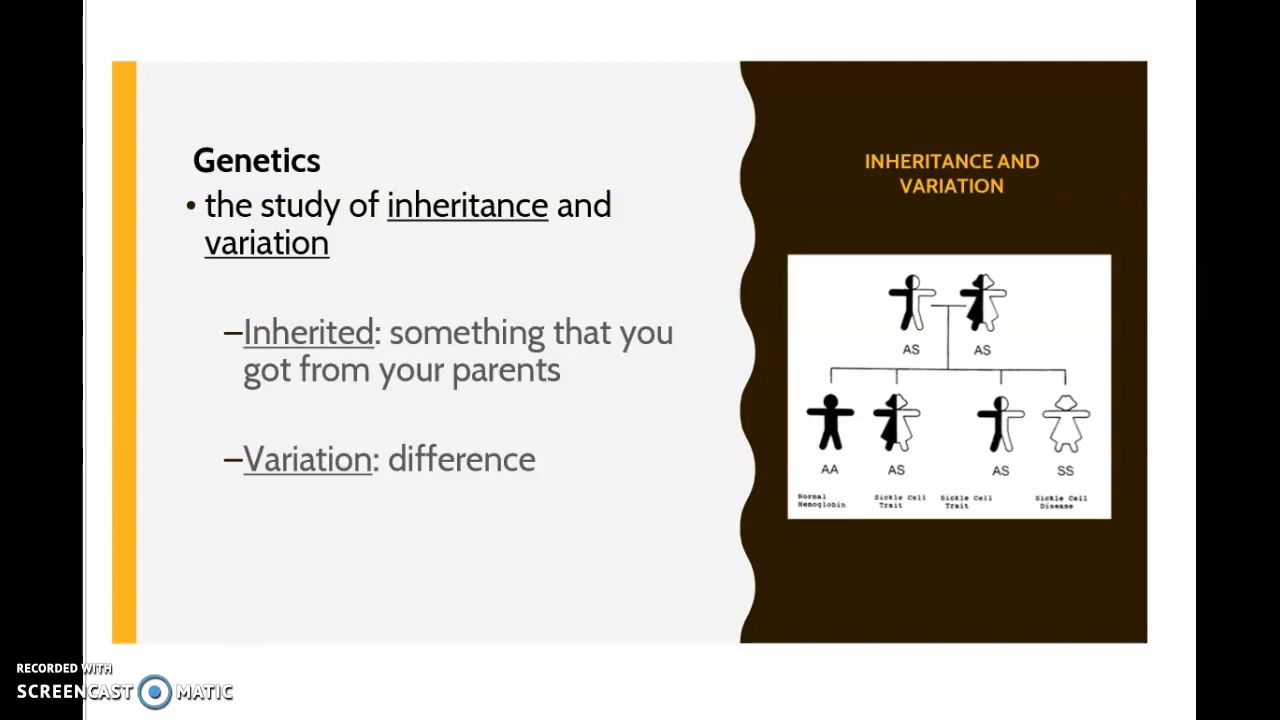 Genetics
• the study of inheritance and
variation
–Inherited: something that you
got from your parents
–Variation: difference
INHERITANCE AND
VARIATION
AS AS
AA AS AS SS
Normal Sickle Cell Sickle Cell Sickle Cell
Hemoglobin Trait Trait Disease
RECORDED WITH
SCREENCAST MATIC